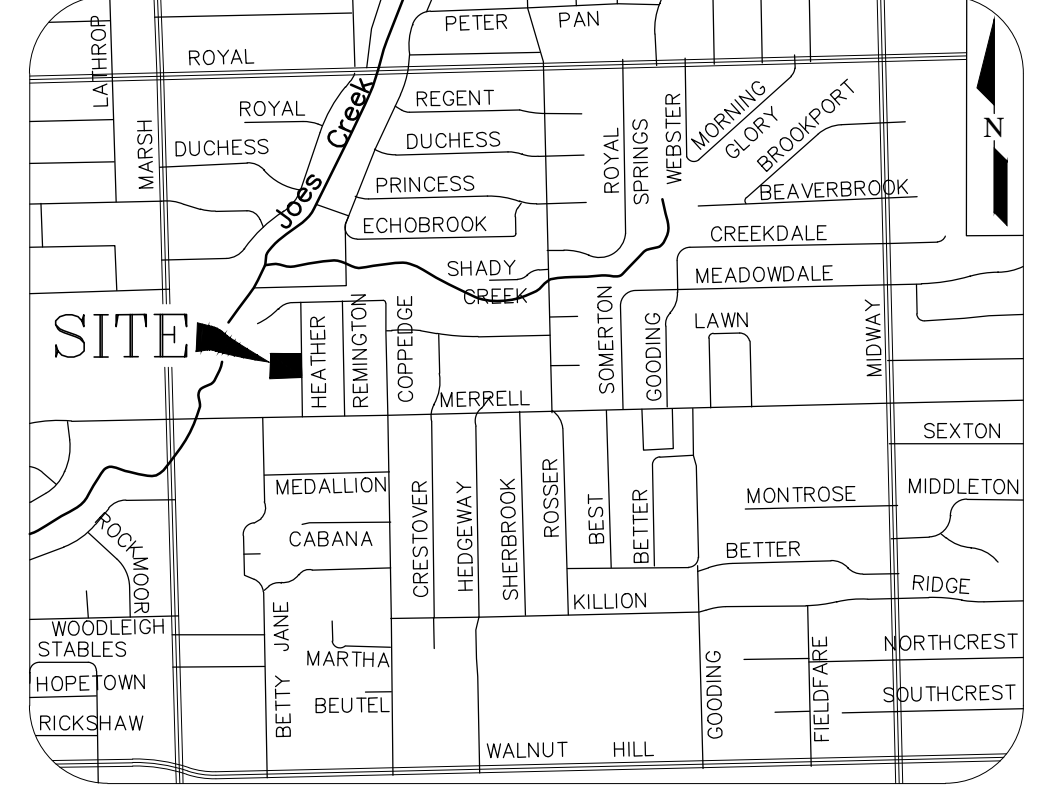 PETER PAN
LATHROP
ROYAL
MARSH
ROYAL
DUCHESS
Joes Creek
REGENT
DUCHESS
PRINCESS
ECHOBROOK
SHADY
CREEK
ROYAL
SPRINGS
WEBSTER
MORNING
GLORY
BROOKPORT
BEAVERBROOK
CREEKDALE
MEADOWDALE
N
SITE
HEATHER
REMINGTON
COPPEDGE
MERRELL
SOMERTON
GOODING
LAWN
MIDWAY
SEXTON
MEDALLION
CABANA
CRESTOVER
HEDGEWAY
SHERBROOK
ROSSER
BEST
BETTER
MONTROSE
MIDDLETON
BETTER
RIDGE
ROCKMOOR
KILLION
WOODLEIGH
STABLES
HOPETOWN
RICKSHAW
BETTY JANE
MARTHA
BEUTEL
GOODING
FIELDFARE
NORTHCREST
SOUTHCREST
WALNUT HILL